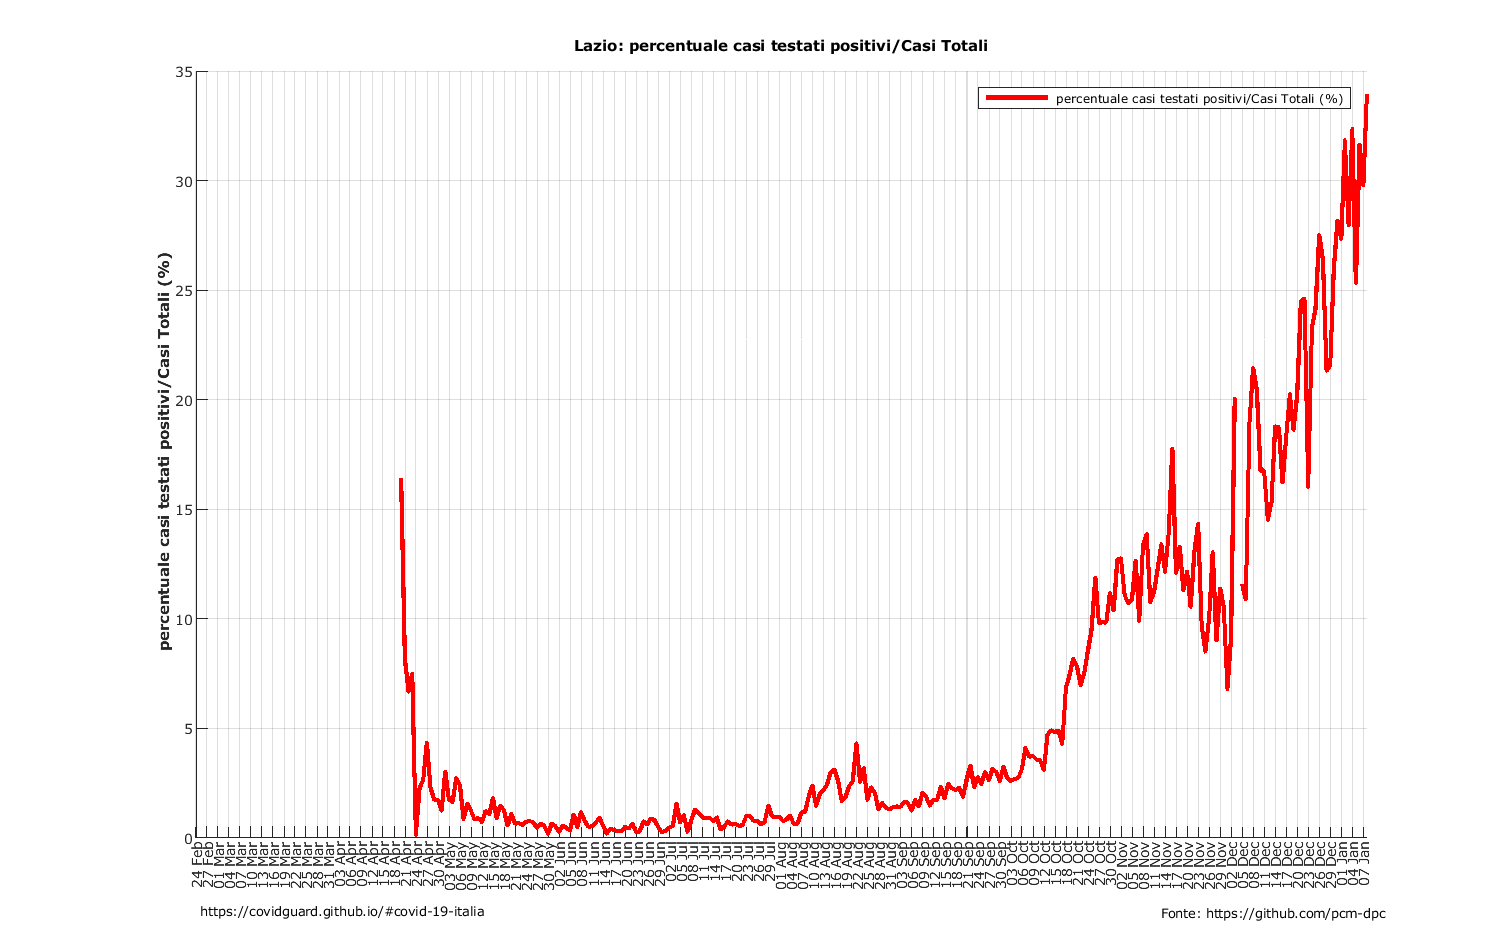 Lazio: percentuale casi testati positivi/Casi Totali
percentuale casi testati positivi/Casi Totali (%)
percentuale casi testati positivi/Casi Totali (%)
35
30
25
20
15
10
5
0
24 Feb
27 Feb
01 Mar
04 Mar
07 Mar
10 Mar
13 Mar
16 Mar
19 Mar
22 Mar
25 Mar
28 Mar
31 Mar
03 Apr
06 Apr
09 Apr
12 Apr
15 Apr
18 Apr
21 Apr
24 Apr
27 Apr
30 Apr
03 May
06 May
09 May
12 May
15 May
18 May
21 May
24 May
27 May
30 May
02 Jun
05 Jun
08 Jun
11 Jun
14 Jun
17 Jun
20 Jun
23 Jun
26 Jun
29 Jun
02 Jul
05 Jul
08 Jul
11 Jul
14 Jul
17 Jul
20 Jul
23 Jul
26 Jul
29 Jul
01 Aug
04 Aug
07 Aug
10 Aug
13 Aug
16 Aug
19 Aug
22 Aug
25 Aug
28 Aug
31 Aug
03 Sep
06 Sep
09 Sep
12 Sep
15 Sep
18 Sep
21 Sep
24 Sep
27 Sep
30 Sep
03 Oct
06 Oct
09 Oct
12 Oct
15 Oct
18 Oct
21 Oct
24 Oct
27 Oct
30 Oct
02 Nov
05 Nov
08 Nov
11 Nov
14 Nov
17 Nov
20 Nov
23 Nov
26 Nov
29 Nov
02 Dec
05 Dec
08 Dec
11 Dec
14 Dec
17 Dec
20 Dec
23 Dec
26 Dec
29 Dec
01 Jan
04 Jan
07 Jan
https://covidguard.github.io/#covid-19-italia
Fonte: https://github.com/pcm-dpc